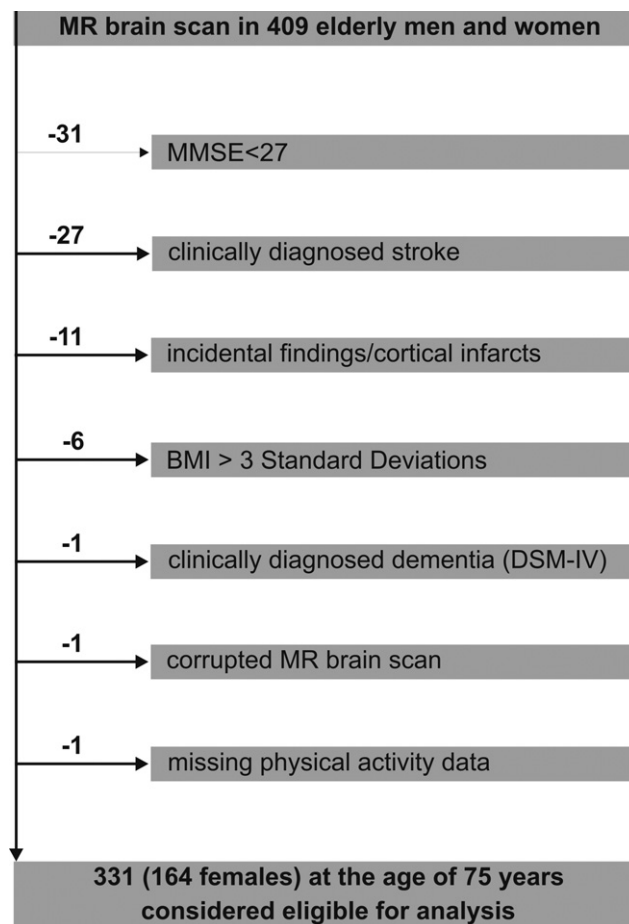 MR brain scan in 409 elderly men and women
-31
MMSE<27
-27
clinically diagnosed stroke
-11
incidental findings/cortical infarcts
-6
BMI > 3 Standard Deviations
-1
clinically diagnosed dementia (DSM-IV)
-1
corrupted MR brain scan
-1
missing physical activity data
331 (164 females) at the age of 75 years
considered eligible for analysis